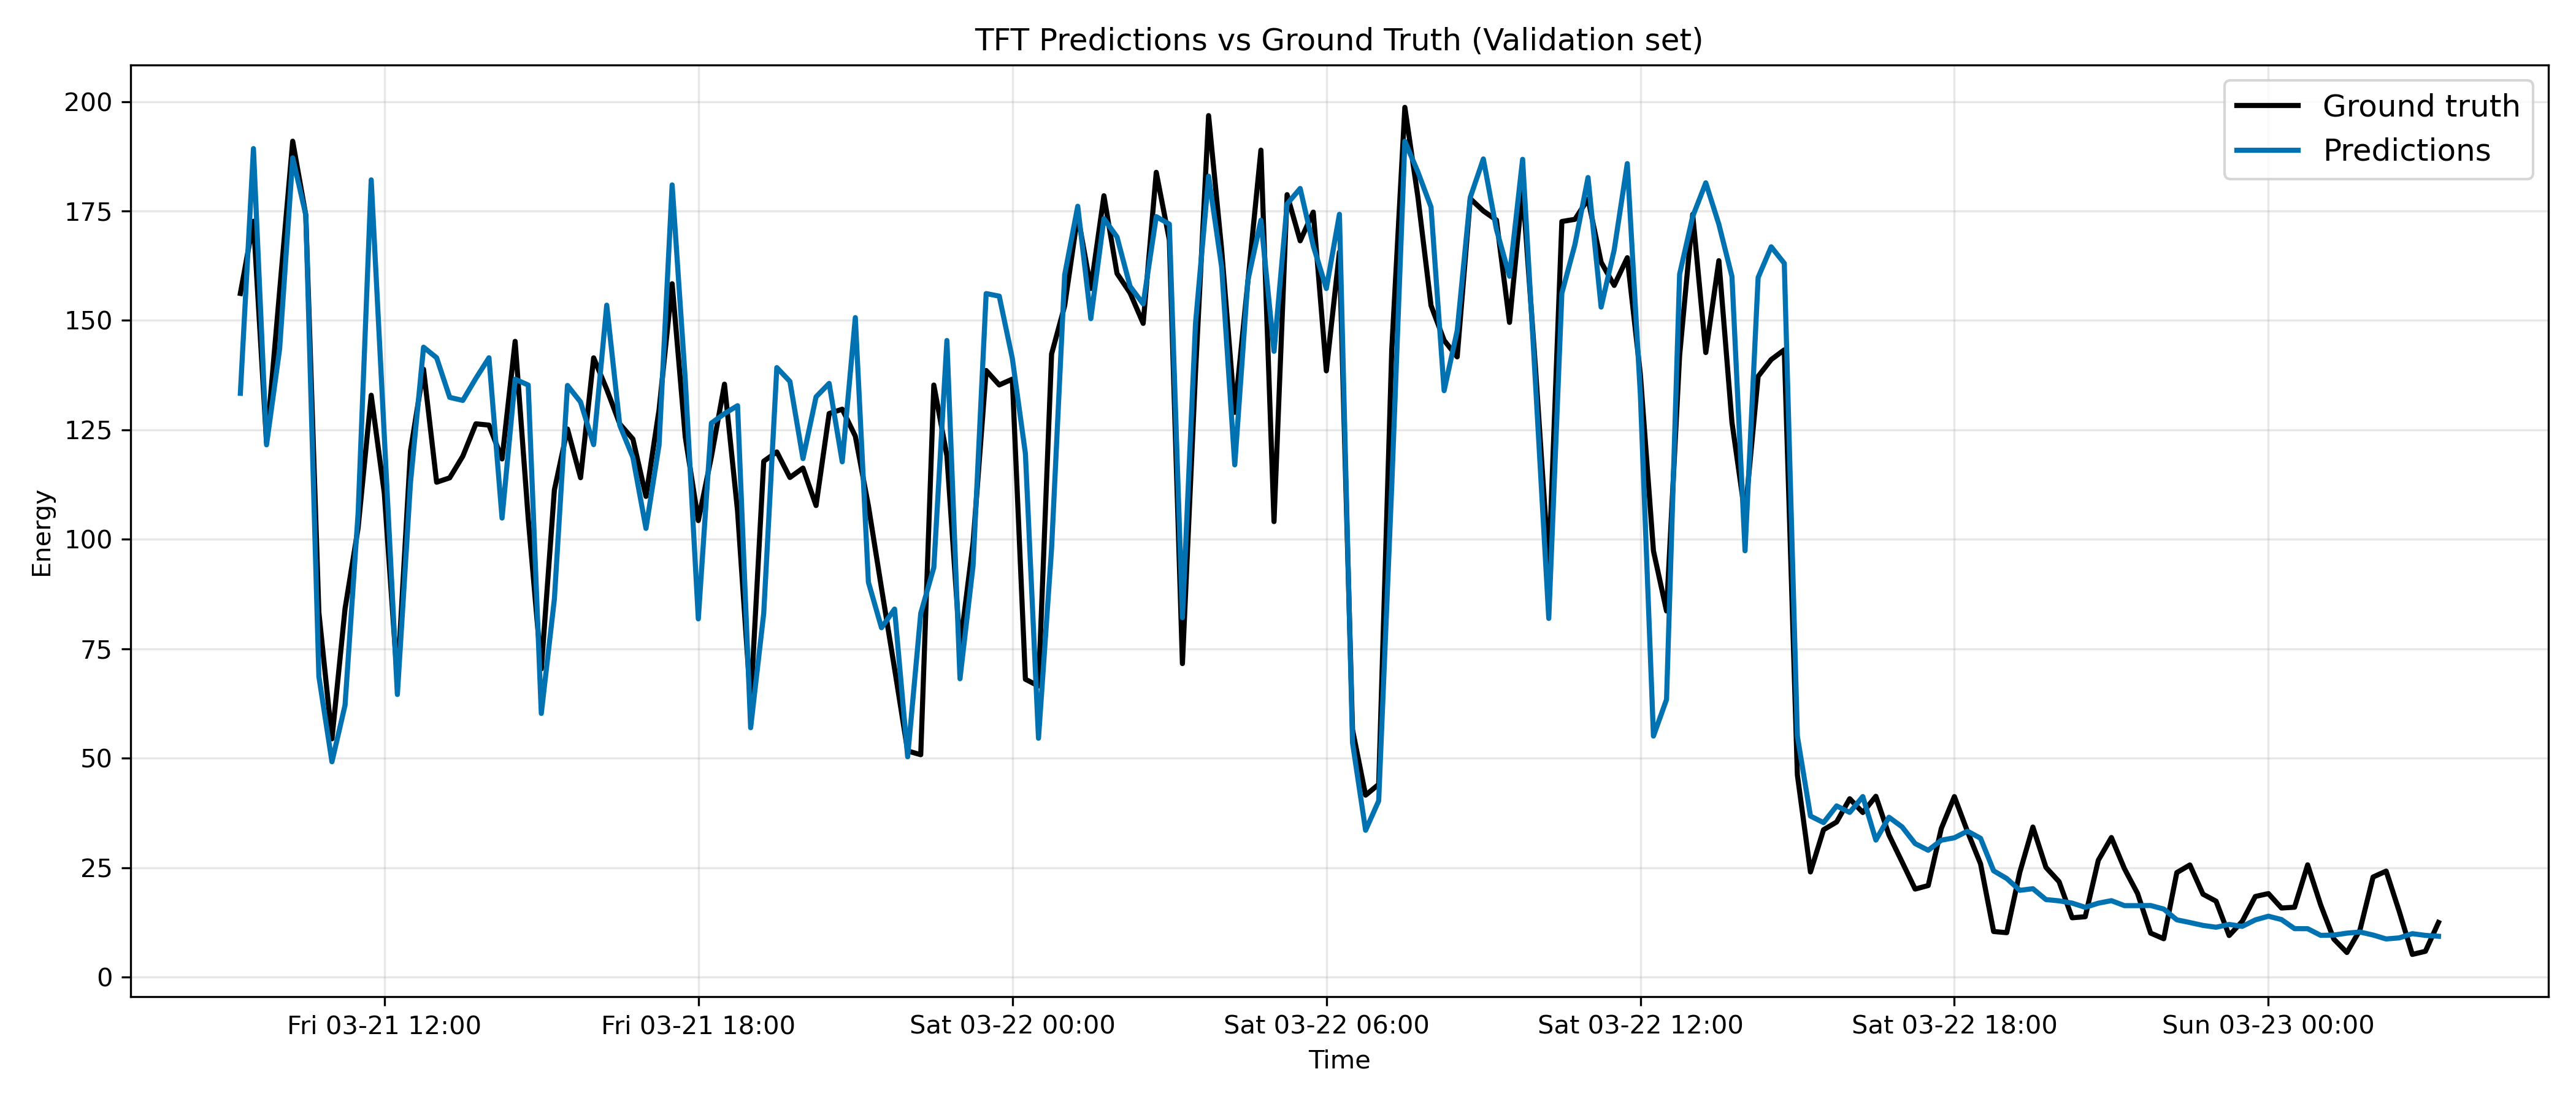 TFT Predictions vs Ground Truth (Validation set)
Ground truth
Predictions
Energy
200
175
150
125
100
75
50
25
0
Fri 03-21 12:00
Fri 03-21 18:00
Sat 03-22 00:00
Sat 03-22 06:00
Sat 03-22 12:00
Sat 03-22 18:00
Sun 03-23 00:00
Time